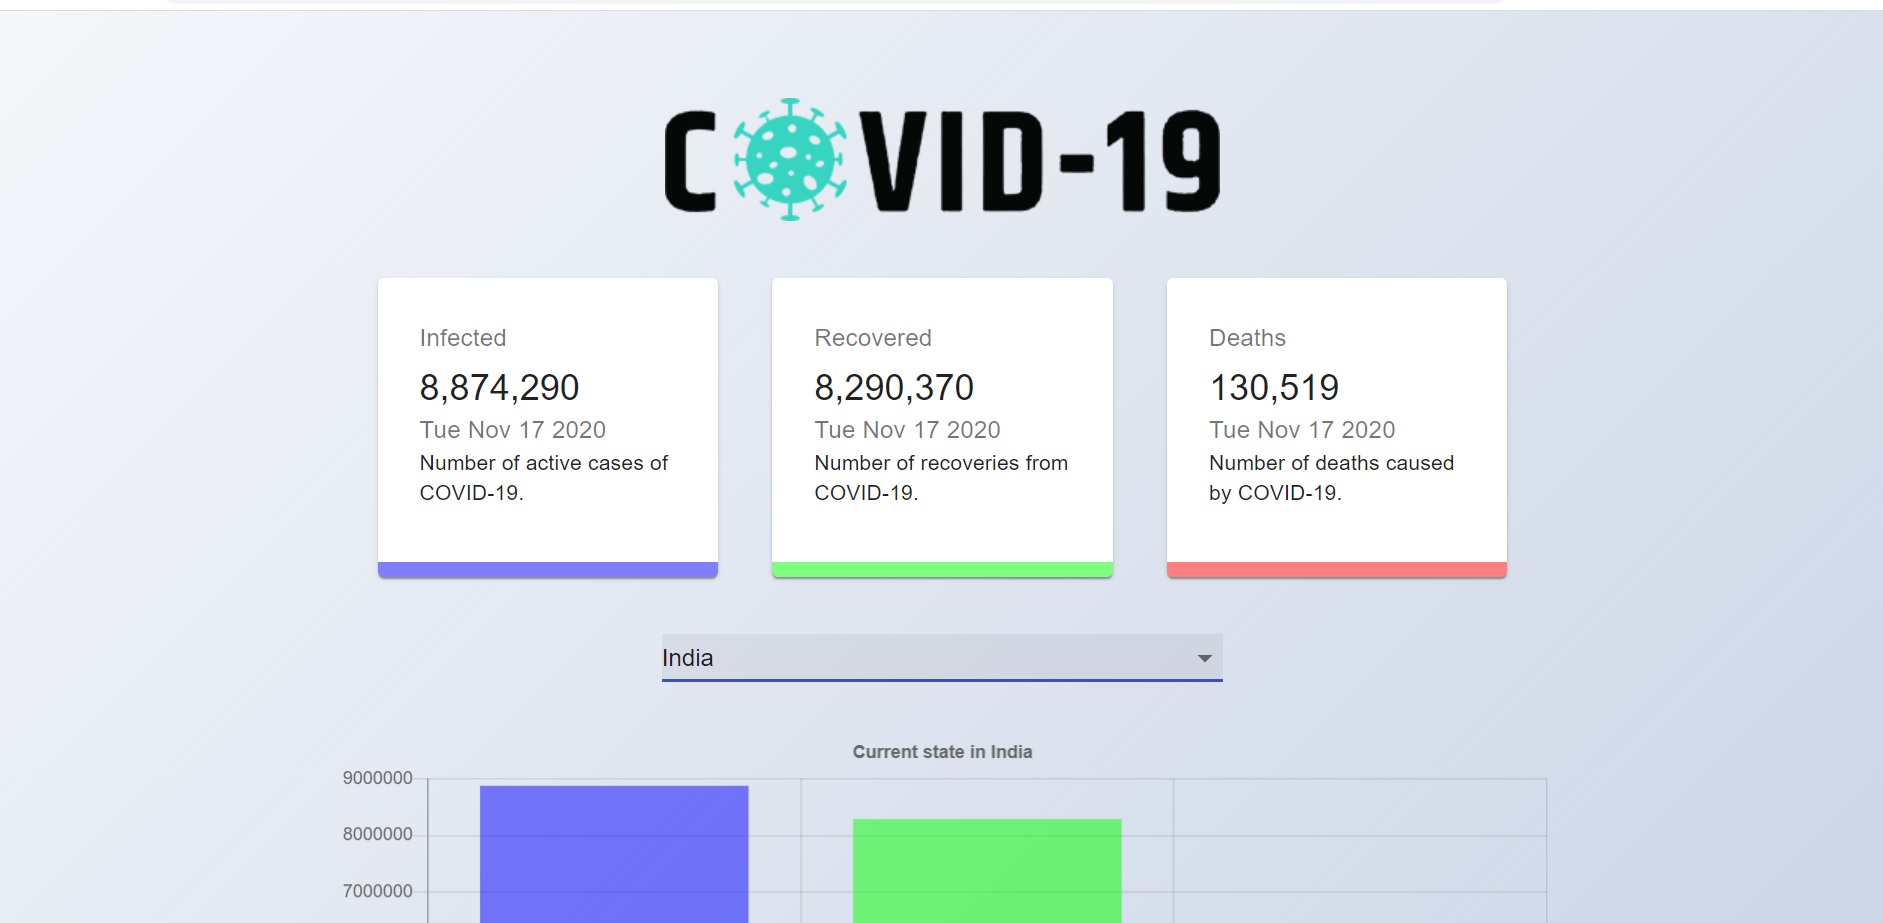 COVID-19
Infected
8,874,290
Tue Nov 17 2020
Number of active cases of
COVID-19.
Recovered
8,290,370
Tue Nov 17 2020
Number of recoveries from
COVID-19.
Deaths
130,519
Tue Nov 17 2020
Number of deaths caused
by COVID-19.
India
Current state in India
9000000
8000000
7000000